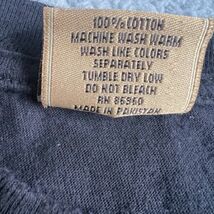 100% COTTON
MACHINE WASH WARM
WASH LIKE COLORS
SEPARATELY
TUMBLE DRY LOW
DO NOT BLEACH
RN 85960
MADE IN PAKISTAN